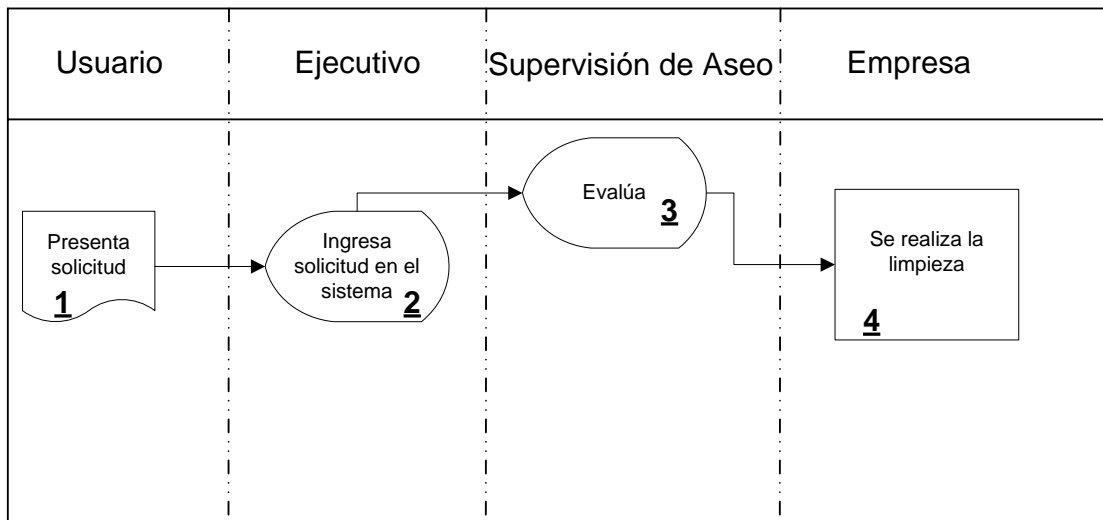 Usuario
Ejecutivo
Supervisión de Aseo
Empresa
Presenta
solicitud
1
Ingresa
solicitud en el
sistema
2
Evalúa
3
Se realiza la
limpieza
4